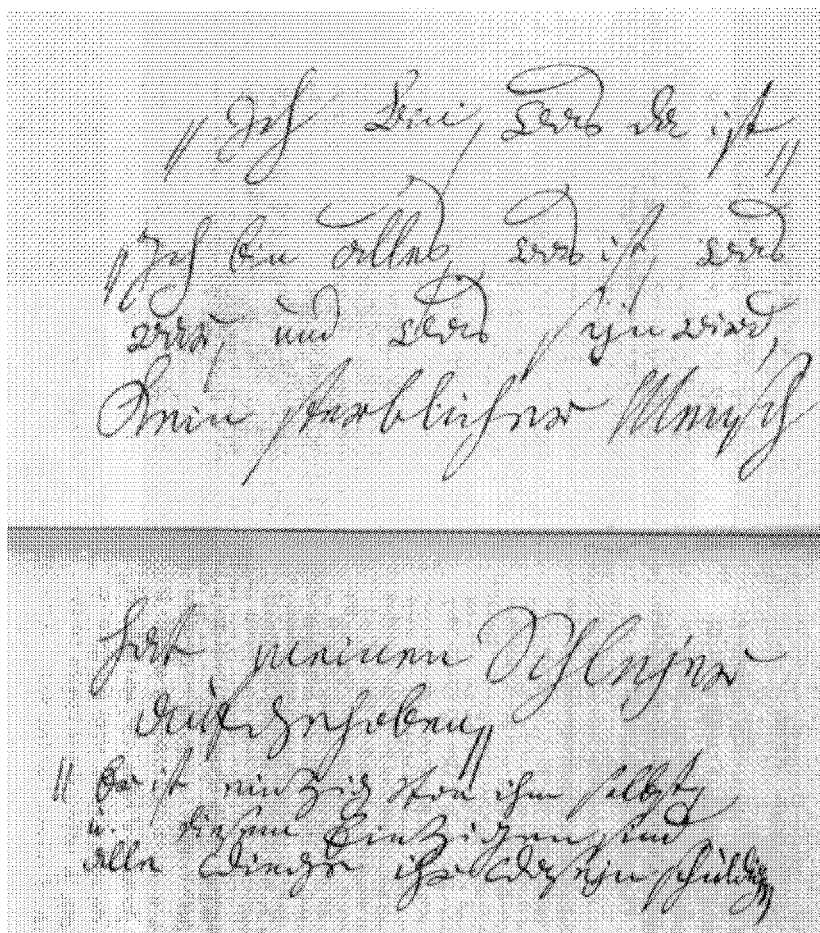 „ Ich bin, was da ist „
„ Ich bin alles, was ist, was
war, und was seyn wird,
Kein sterblicher Mensch
hat meinen Schleyer
aufgehoben „
„ Er ist einzig von ihm selbst,
u. diesem Einzigen sind
alle Dinge ihr Daseyn schuldig „